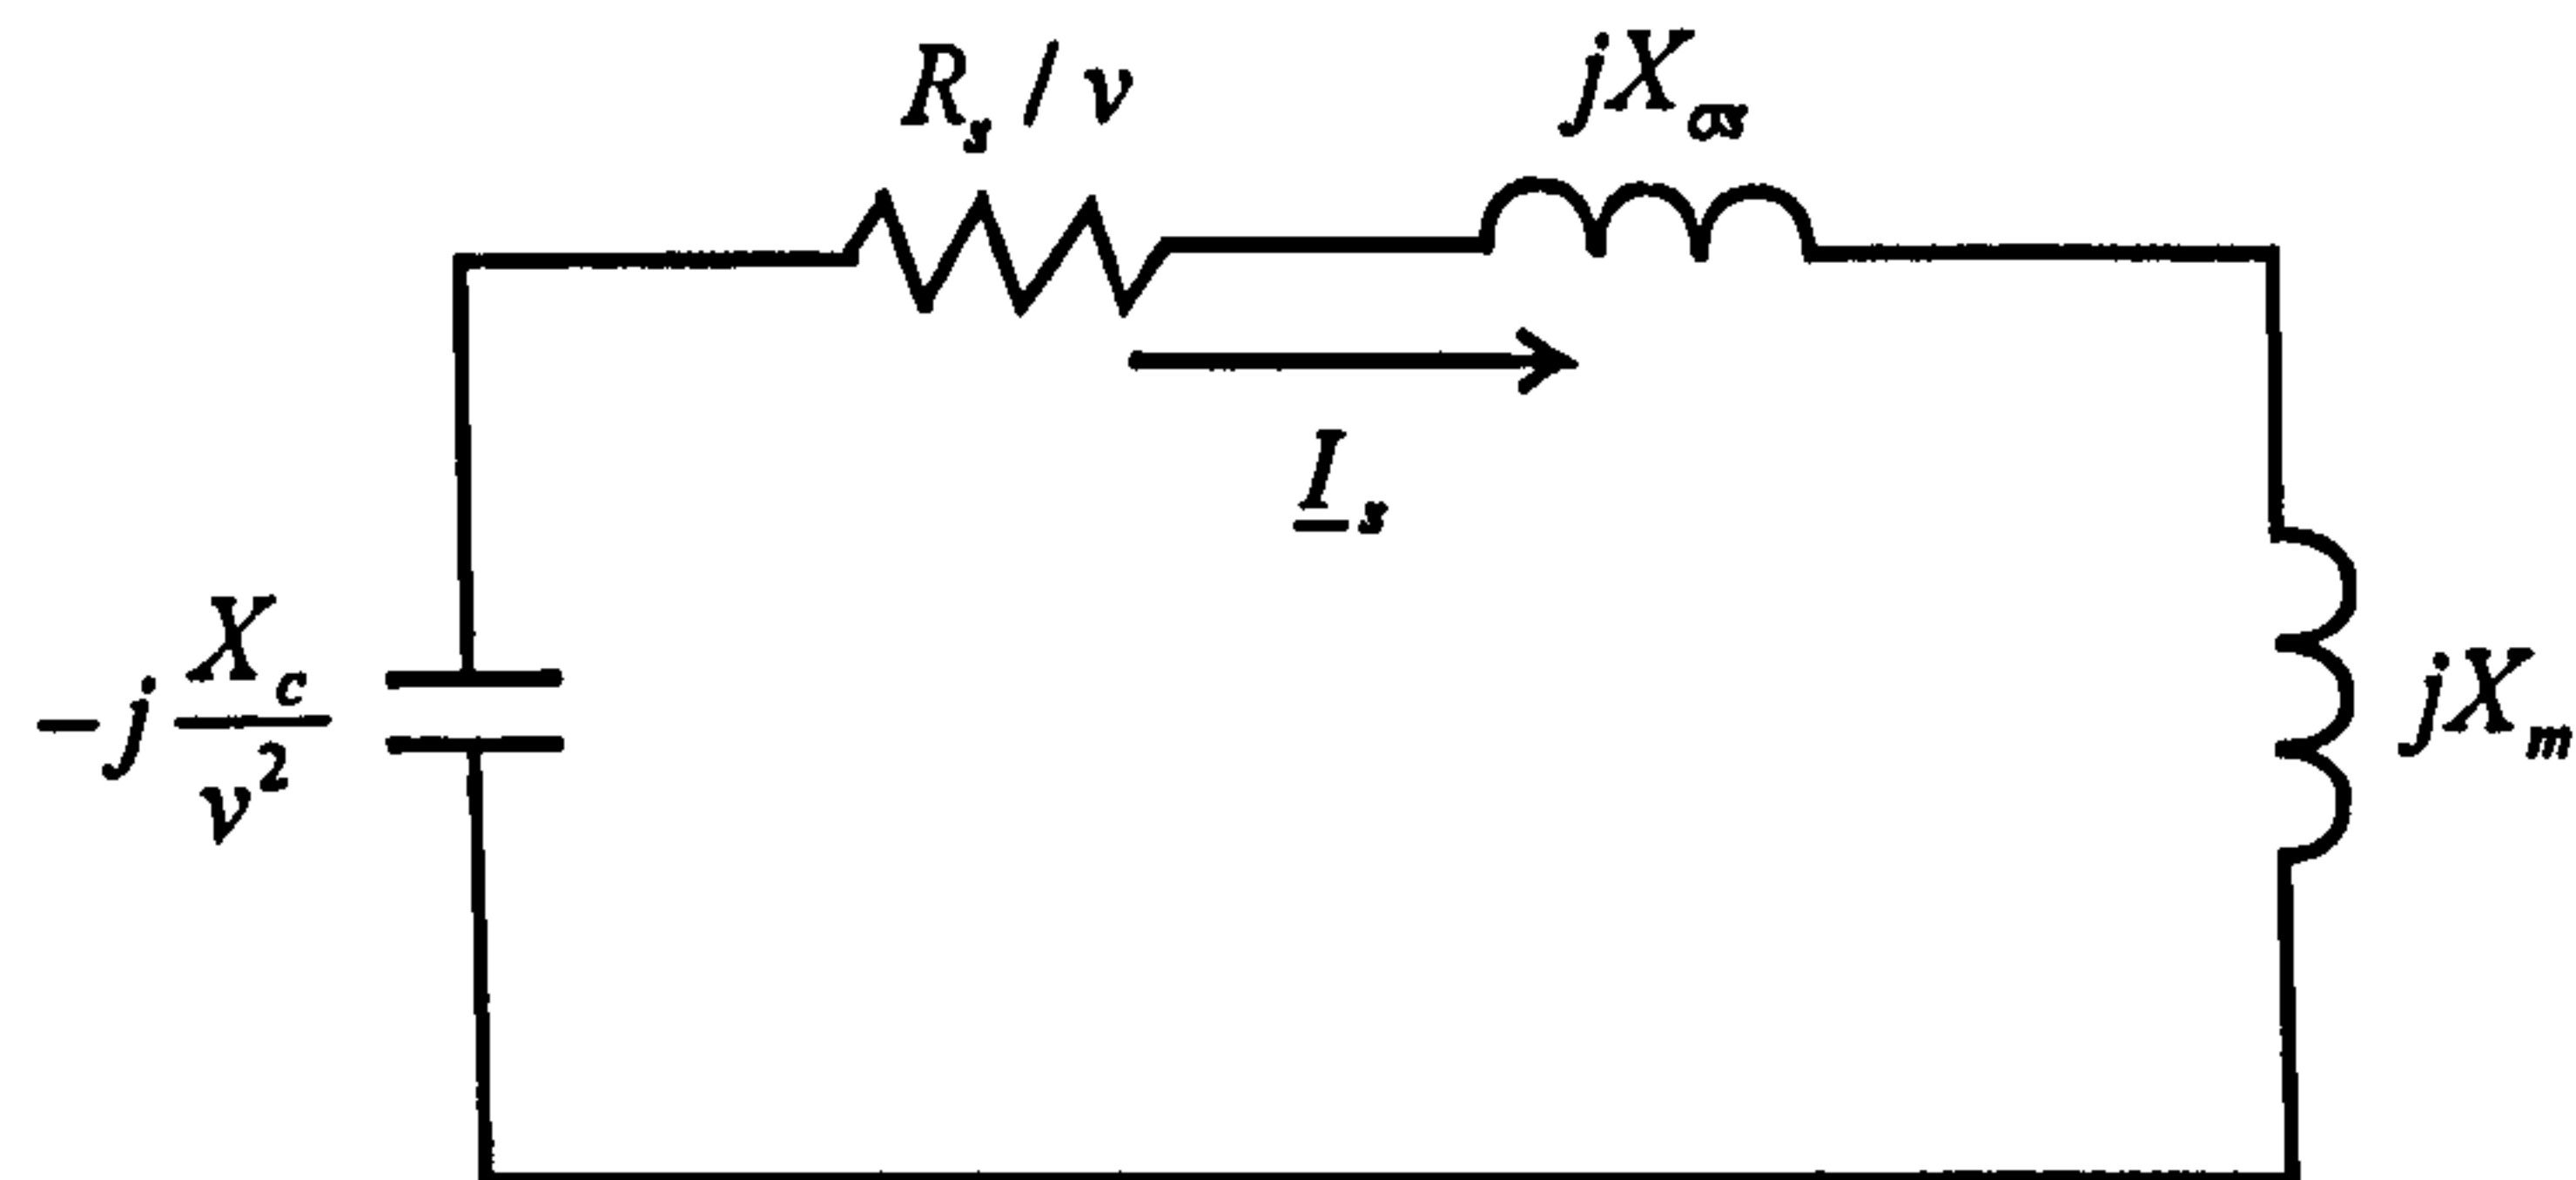 R_s / v
jX_σs
I_s
-j X_c / v^2
jX_m